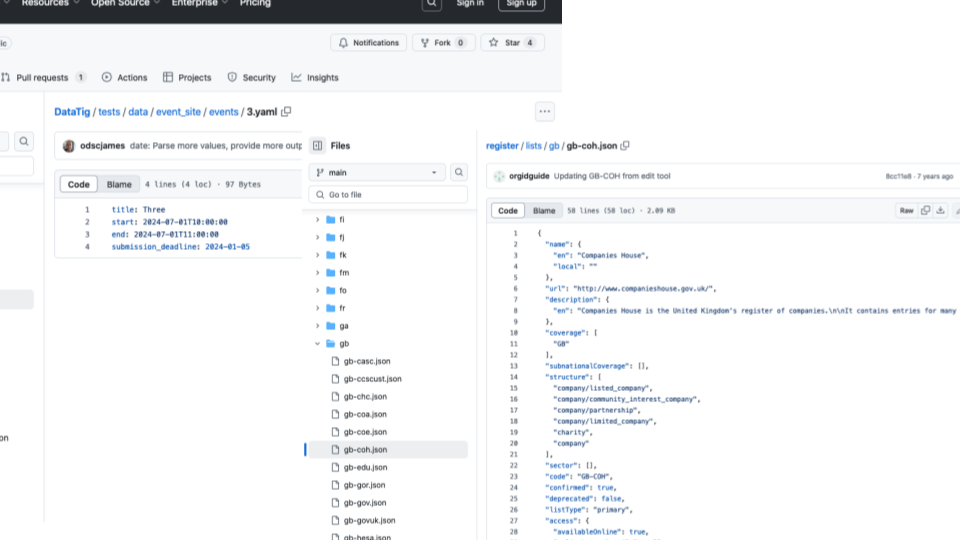 Resources Open Source Enterprise Pricing Sign in Sign up
ic
Notifications Fork 0 Star 4
Pull requests 1 Actions Projects Security Insights
DataTig / tests / data / event_site / events / 3.yaml
odscjames date: Parse more values, provide more outp
Code Blame 4 lines (4 loc) · 97 Bytes
1 title: Three
2 start: 2024-07-01T10:00:00
3 end: 2024-07-01T11:00:00
4 submission_deadline: 2024-01-05
on
Files
main
Go to file
fi
fj
fk
fm
fo
fr
ga
gb
gb-casc.json
gb-ccscust.json
gb-chc.json
gb-coa.json
gb-coe.json
gb-coh.json
gb-edu.json
gb-gor.json
gb-gov.json
gb-govuk.json
gb-hesa.json
register / lists / gb / gb-coh.json
orgidguide Updating GB-COH from edit tool 8cc11e8 · 7 years ago
Code Blame 58 lines (58 loc) · 2.09 KB Raw
1 {
2 "name": {
3 "en": "Companies House",
4 "local": ""
5 },
6 "url": "http://www.companieshouse.gov.uk/",
7 "description": {
8 "en": "Companies House is the United Kingdom's register of companies.\n\nIt contains entries for many
9 },
10 "coverage": [
11 "GB"
12 ],
13 "subnationalCoverage": [],
14 "structure": [
15 "company/listed_company",
16 "company/community_interest_company",
17 "company/partnership",
18 "company/limited_company",
19 "charity",
20 "company"
21 ],
22 "sector": [],
23 "code": "GB-COH",
24 "confirmed": true,
25 "deprecated": false,
26 "listType": "primary",
27 "access": {
28 "availableOnline": true,